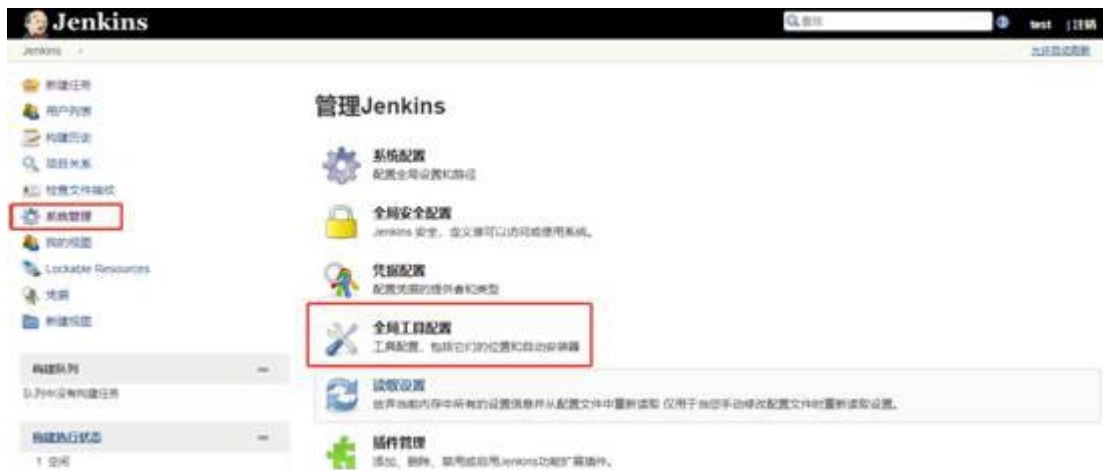 Jenkins
查找
test | 注销
Jenkins
允许自动刷新
新建任务
用户列表
构建历史
项目关系
检查文件指纹
系统管理
我的视图
Lockable Resources
凭据
新建视图
构建队列
队列中没有构建任务
构建执行状态
1 空闲
管理Jenkins
系统配置
配置全局设置和路径
全局安全配置
Jenkins 安全，定义谁可以访问或使用系统。
凭据配置
配置凭据的提供者和类型
全局工具配置
工具配置，包括它们的位置和自动安装器
读取设置
放弃当前内存中所有的设置信息并从配置文件中重新读取 仅用于当您手动修改配置文件时重新读取设置。
插件管理
添加、删除、禁用或启用Jenkins功能扩展插件。